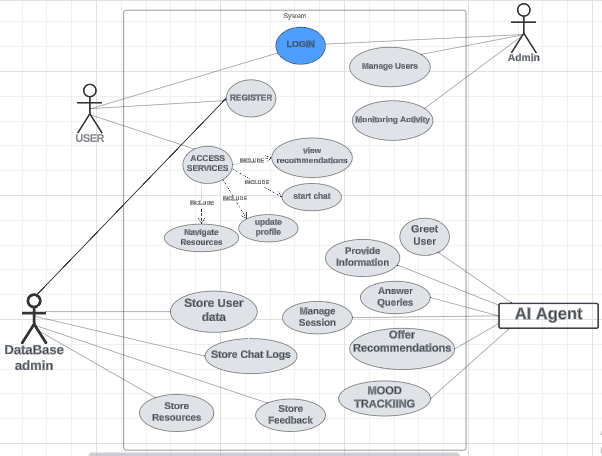 System
LOGIN
Admin
Manage Users
REGISTER
USER
Monitoring Activity
ACCESS
SERVICES
INCLUDE
view
recommendations
INCLUDE
start chat
INCLUDE
INCLUDE
update
profile
Navigate
Resources
Greet
User
Provide
Information
Answer
Queries
Store User
data
Manage
Session
AI Agent
Offer
Recommendations
DataBase
admin
Store Chat Logs
MOOD
TRACKIING
Store
Resources
Store
Feedback